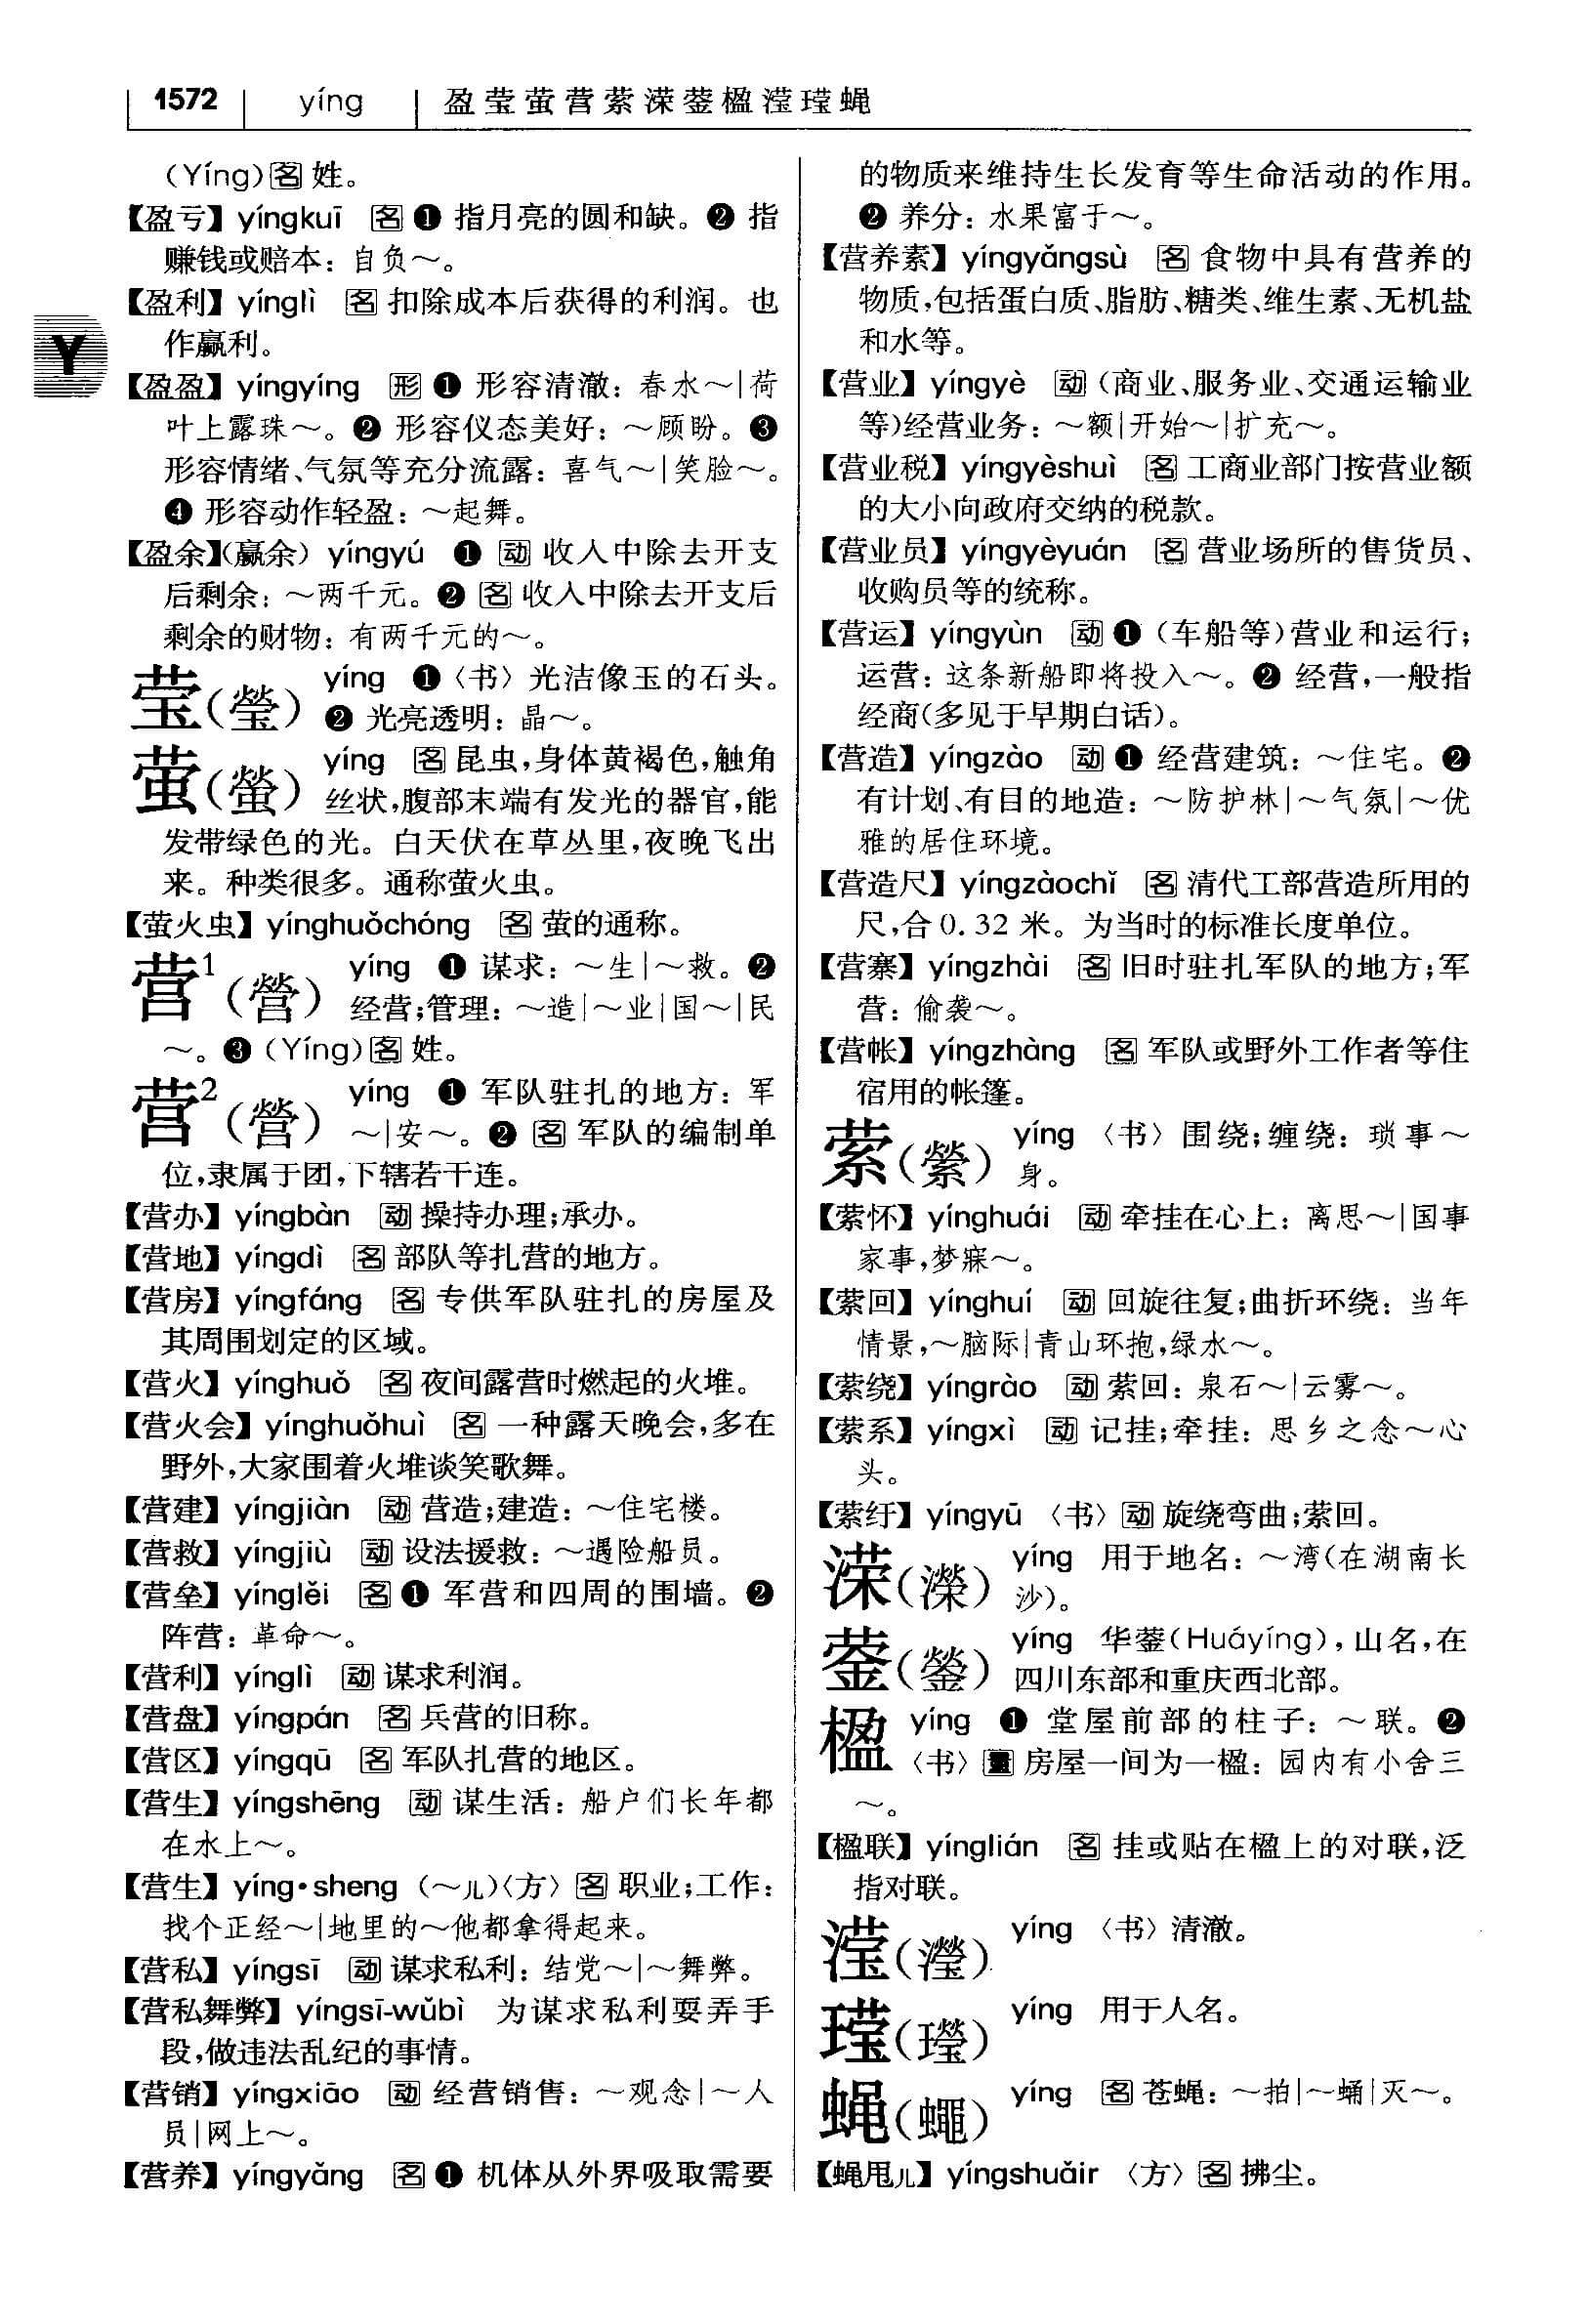 1572 yíng 盈莹萤营萦溁蓥楹滢瑩蝇
(Yíng)名 姓。
【盈亏】yíngkuī 名 ❶ 指月亮的圆和缺。❷ 指
赚钱或赔本：自负～。
【盈利】yínglì 名 扣除成本后获得的利润。也
作赢利。
Y
【盈盈】yíngyíng 形 ❶ 形容清澈：春水～|荷
叶上露珠～。❷ 形容仪态美好：～顾盼。❸
形容情绪、气氛等充分流露：喜气～|笑脸～。
❹ 形容动作轻盈：～起舞。
【盈余】(赢余) yíngyú ❶ 动 收入中除去开支
后剩余：～两千元。❷ 名 收入中除去开支后
剩余的财物：有两千元的～。
莹(瑩) yíng ❶〈书〉光洁像玉的石头。
❷ 光亮透明：晶～。
萤(螢) yíng 名 昆虫，身体黄褐色，触角
丝状，腹部末端有发光的器官，能
发带绿色的光。白天伏在草丛里，夜晚飞出
来。种类很多。通称萤火虫。
【萤火虫】yínghuǒchóng 名 萤的通称。
营1(營) yíng ❶ 谋求：～生|～救。❷
经营；管理：～造|～业|国～|民
～。❸ (Yíng)名 姓。
营2(營) yíng ❶ 军队驻扎的地方：军
～|安～。❷ 名 军队的编制单
位，隶属于团，下辖若干连。
【营办】yíngbàn 动 操持办理；承办。
【营地】yíngdì 名 部队等扎营的地方。
【营房】yíngfáng 名 专供军队驻扎的房屋及
其周围划定的区域。
【营火】yínghuǒ 名 夜间露营时燃起的火堆。
【营火会】yínghuǒhuì 名 一种露天晚会，多在
野外，大家围着火堆谈笑歌舞。
【营建】yíngjiàn 动 营造；建造：～住宅楼。
【营救】yíngjiù 动 设法援救：～遇险船员。
【营垒】yínglěi 名 ❶ 军营和四周的围墙。❷
阵营：革命～。
【营利】yínglì 动 谋求利润。
【营盘】yíngpán 名 兵营的旧称。
【营区】yíngqū 名 军队扎营的地区。
【营生】yíngshēng 动 谋生活：船户们长年都
在水上～。
【营生】yíng•sheng (～儿)〈方〉名 职业；工作：
找个正经～|地里的～他都拿得起来。
【营私】yíngsī 动 谋求私利：结党～|～舞弊。
【营私舞弊】yíngsī-wǔbì 为谋求私利耍弄手
段，做违法乱纪的事情。
【营销】yíngxiāo 动 经营销售：～观念|～人
员|网上～。
【营养】yíngyǎng 名 ❶ 机体从外界吸取需要
的物质来维持生长发育等生命活动的作用。
❷ 养分：水果富于～。
【营养素】yíngyǎngsù 名 食物中具有营养的
物质，包括蛋白质、脂肪、糖类、维生素、无机盐
和水等。
【营业】yíngyè 动 (商业、服务业、交通运输业
等)经营业务：～额|开始～|扩充～。
【营业税】yíngyèshuì 名 工商业部门按营业额
的大小向政府交纳的税款。
【营业员】yíngyèyuán 名 营业场所的售货员、
收购员等的统称。
【营运】yíngyùn 动 ❶ (车船等)营业和运行；
运营：这条新船即将投入～。❷ 经营，一般指
经商(多见于早期白话)。
【营造】yíngzào 动 ❶ 经营建筑：～住宅。❷
有计划、有目的地造：～防护林|～气氛|～优
雅的居住环境。
【营造尺】yíngzàochǐ 名 清代工部营造所用的
尺，合0.32 米。为当时的标准长度单位。
【营寨】yíngzhài 名 旧时驻扎军队的地方；军
营：偷袭～。
【营帐】yíngzhàng 名 军队或野外工作者等住
宿用的帐篷。
萦(縈) yíng 〈书〉围绕；缠绕：琐事～
身。
【萦怀】yínghuái 动 牵挂在心上：离思～|国事
家事，梦寐～。
【萦回】yínghuí 动 回旋往复；曲折环绕：当年
情景，～脑际|青山环抱，绿水～。
【萦绕】yíngrào 动 萦回：泉石～|云雾～。
【萦系】yíngxì 动 记挂；牵挂：思乡之念～心
头。
【萦纡】yíngyū 〈书〉动 旋绕弯曲；萦回。
溁(濚) yíng 用于地名：～湾(在湖南长
沙)。
蓥(鎣) yíng 华蓥(Huáyíng)，山名，在
四川东部和重庆西北部。
楹 yíng ❶ 堂屋前部的柱子：～联。❷
〈书〉量 房屋一间为一楹：园内有小舍三
～。
【楹联】yínglián 名 挂或贴在楹上的对联，泛
指对联。
滢(瀅) yíng 〈书〉清澈。
㼆(瓔) yíng 用于人名。
蝇(蠅) yíng 名 苍蝇：～拍|～蛹|灭～。
【蝇甩儿】yíngshuǎir 〈方〉名 拂尘。